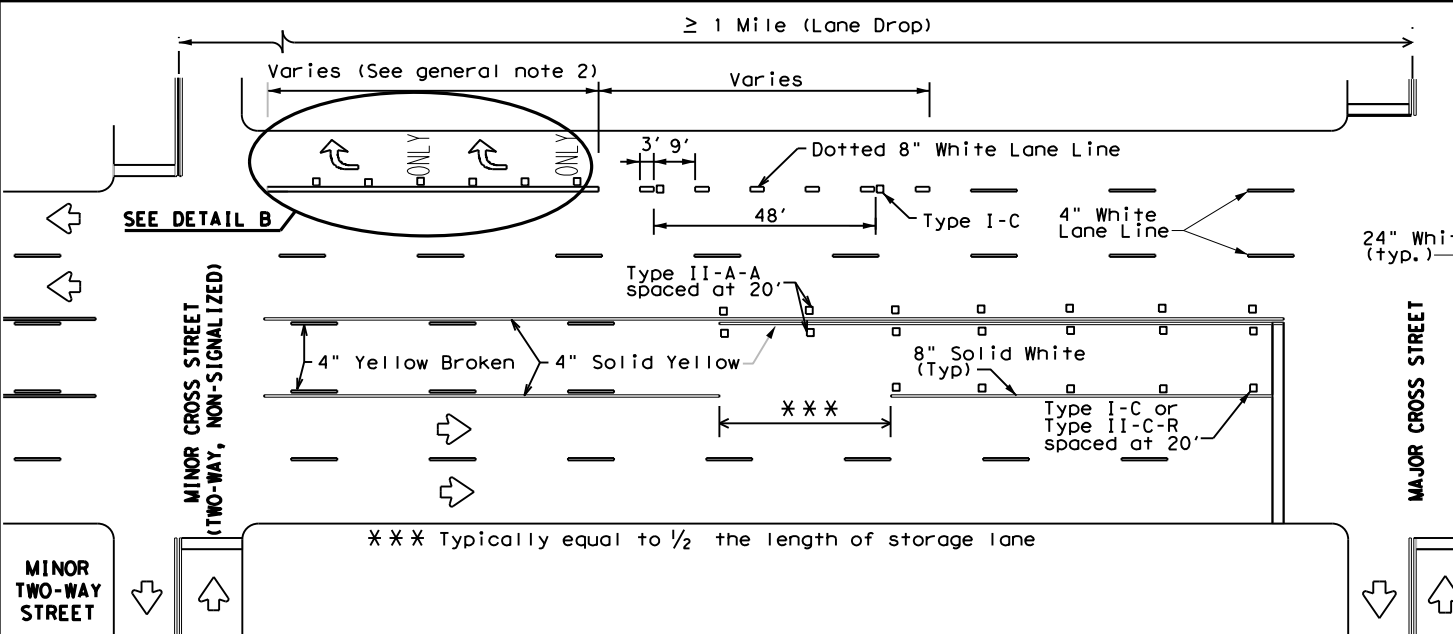 ≥ 1 Mile (Lane Drop)
Varies (See general note 2)
Varies
ONLY
ONLY
3'
9'
Dotted 8" White Lane Line
SEE DETAIL B
48'
Type I-C
4" White
Lane Line
24" Whi
(typ.)
Type II-A-A
spaced at 20'
MINOR CROSS STREET
(TWO-WAY, NON-SIGNALIZED)
4" Yellow Broken
4" Solid Yellow
8" Solid White
(Typ)
***
Type I-C or
Type II-C-R
spaced at 20'
MAJOR CROSS STREET
*** Typically equal to ½ the length of storage lane
MINOR
TWO-WAY
STREET